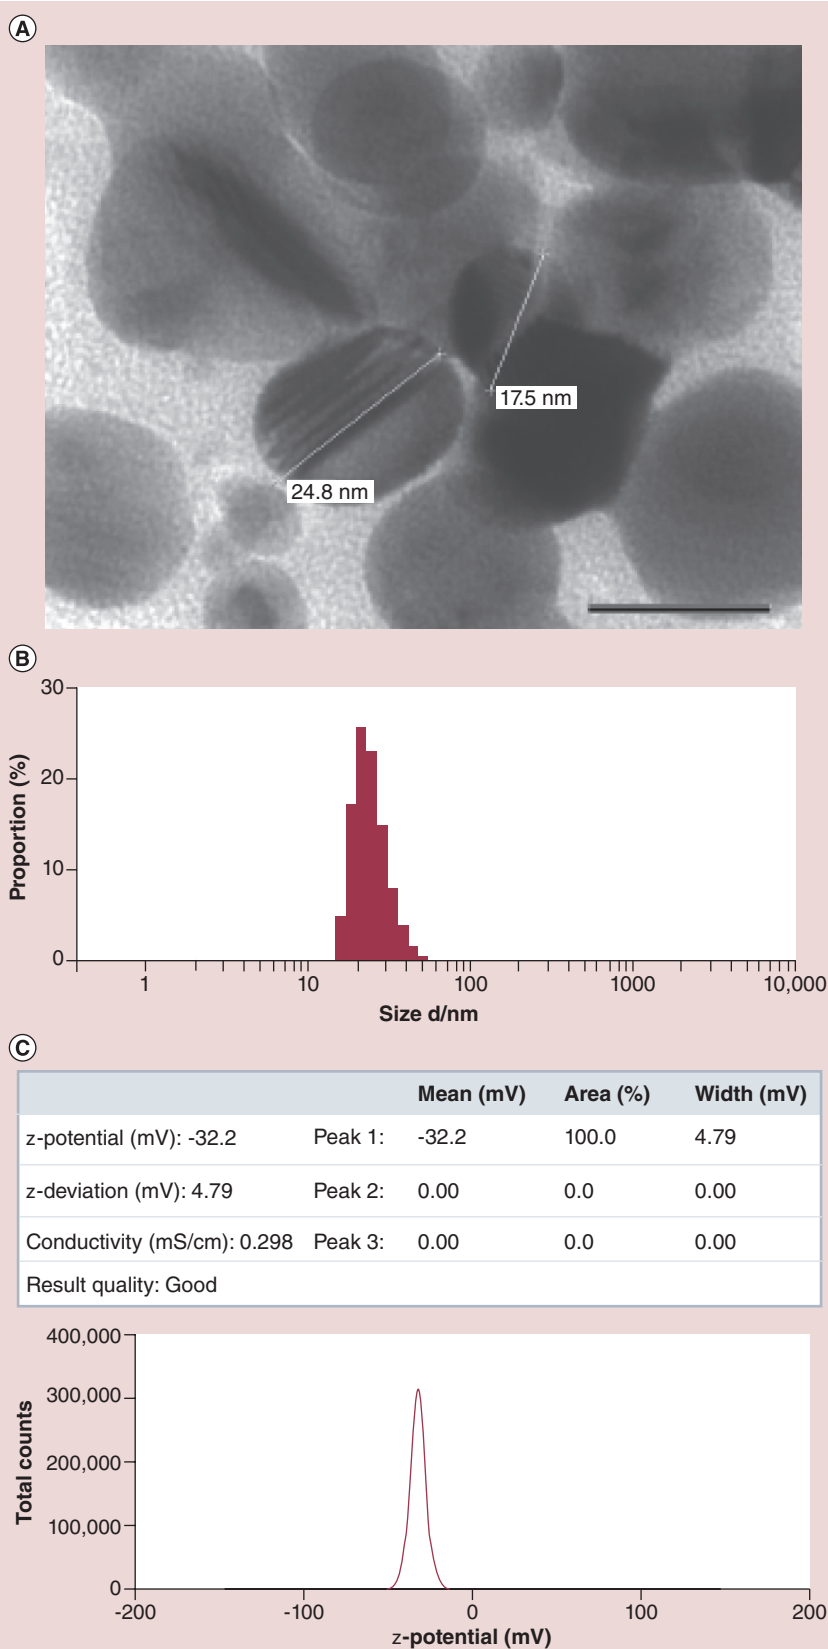 A
17.5 nm
24.8 nm
B
30
20
10
0
Proportion (%)
1 10 100 1000 10,000
Size d/nm
C
Mean (mV) Area (%) Width (mV)
z-potential (mV): -32.2 Peak 1: -32.2 100.0 4.79
z-deviation (mV): 4.79 Peak 2: 0.00 0.0 0.00
Conductivity (mS/cm): 0.298 Peak 3: 0.00 0.0 0.00
Result quality: Good
400,000
300,000
200,000
100,000
0
Total counts
-200 -100 0 100 200
z-potential (mV)